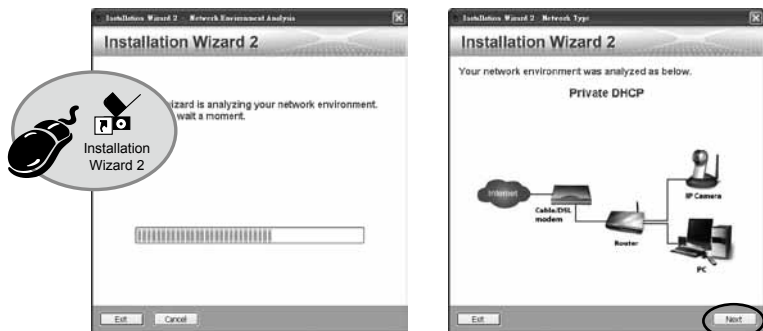 Installation Wizard 2 - Network Environment Analysis
Installation Wizard 2
wizard is analyzing your network environment.
wait a moment.
Installation
Wizard 2
Exit
Cancel
Installation Wizard 2 - Network Type
Installation Wizard 2
Your network environment was analyzed as below.
Private DHCP
Internet
Cable/DSL
modem
Router
IP Camera
PC
Exit
Next